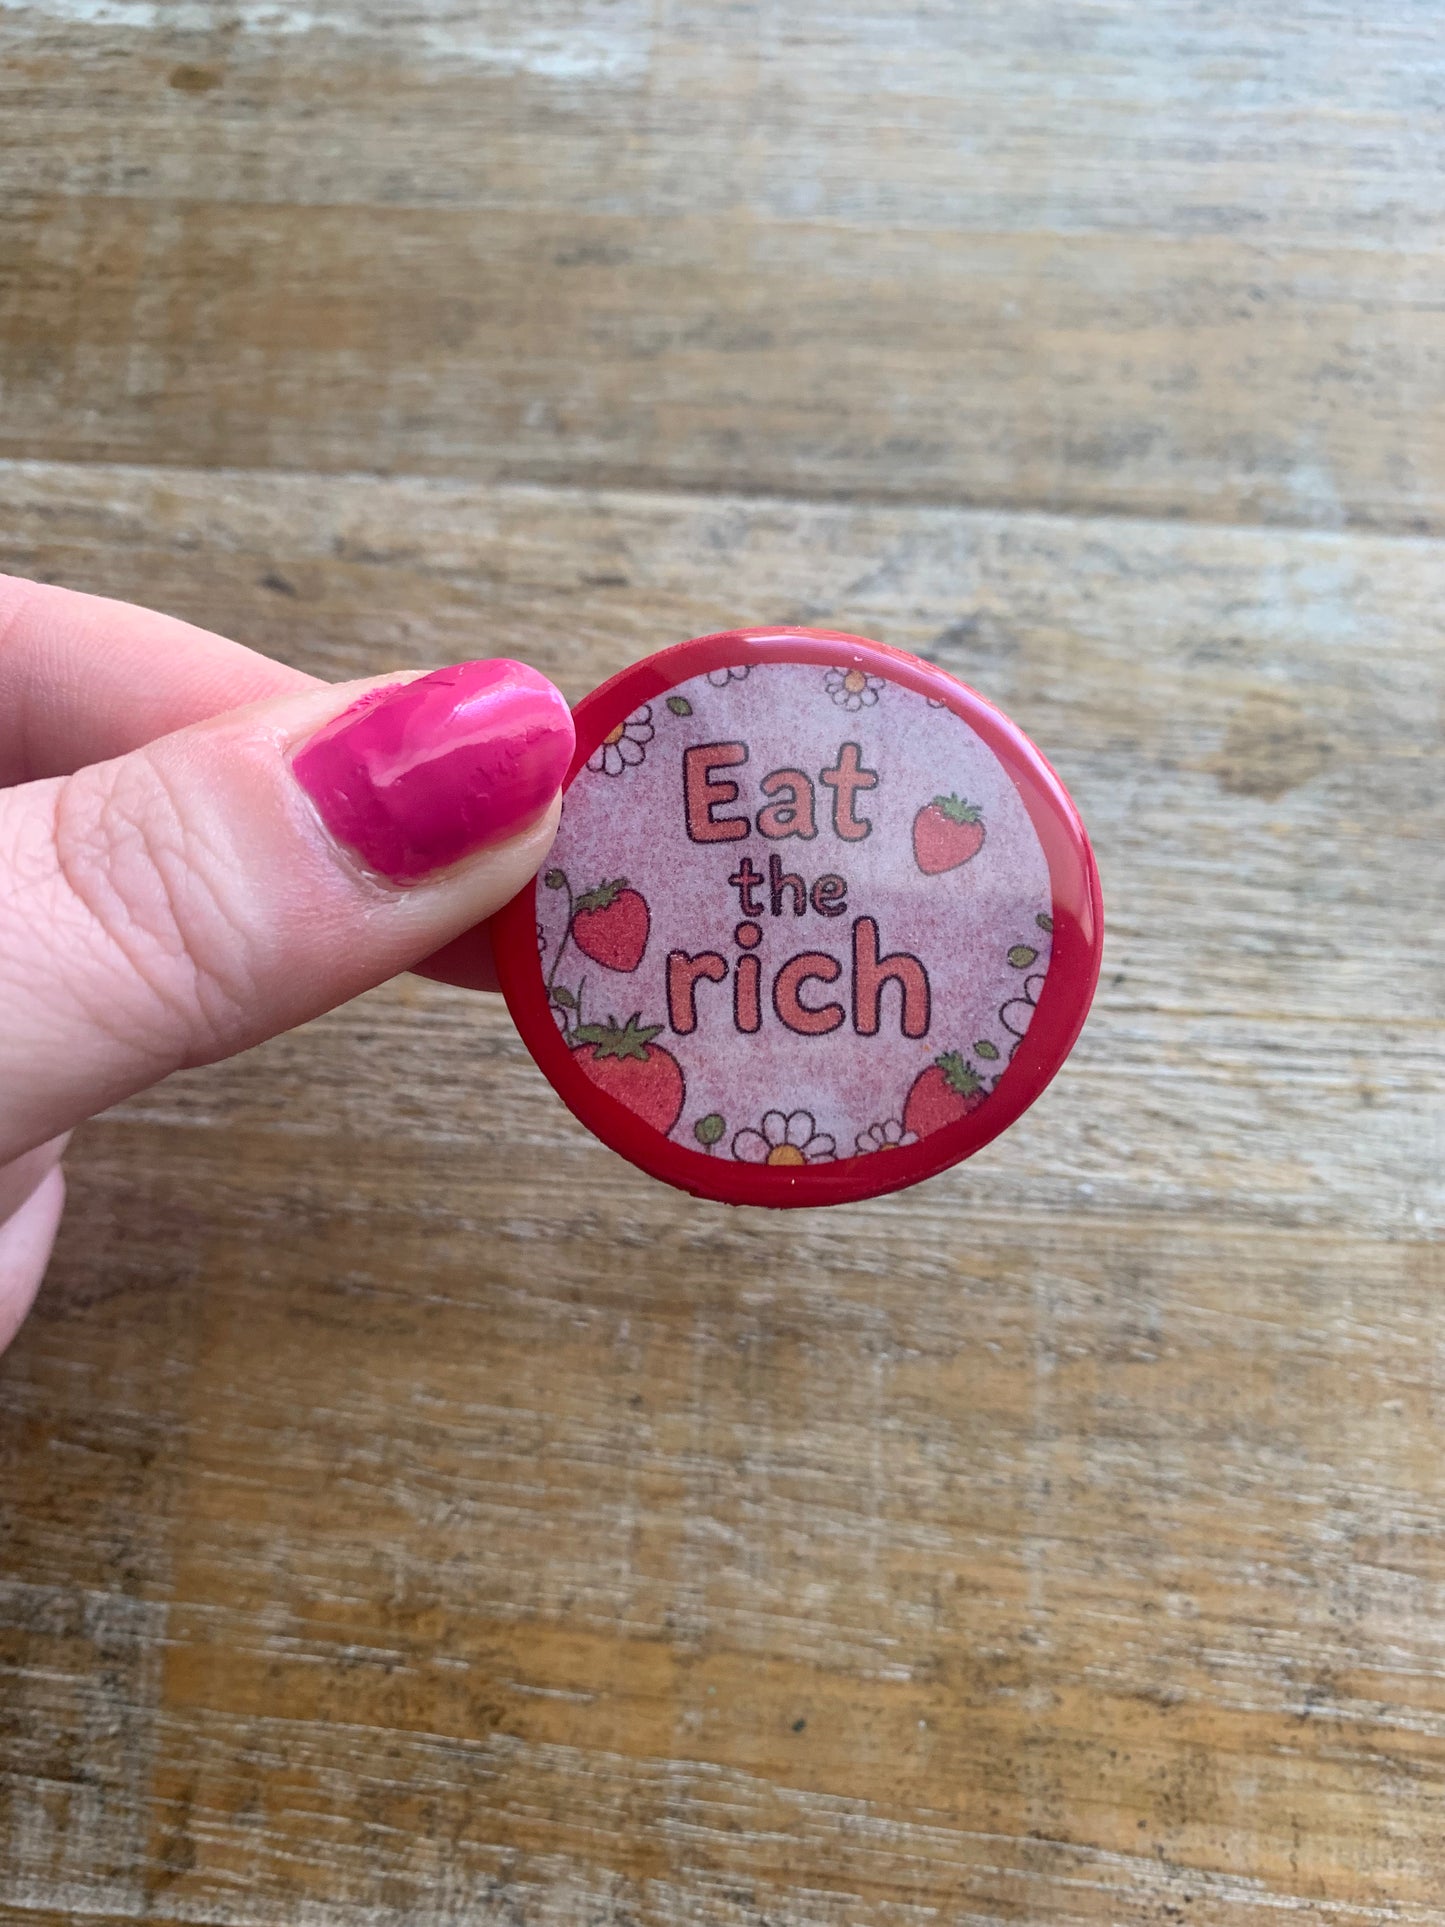 Eat
the
rich